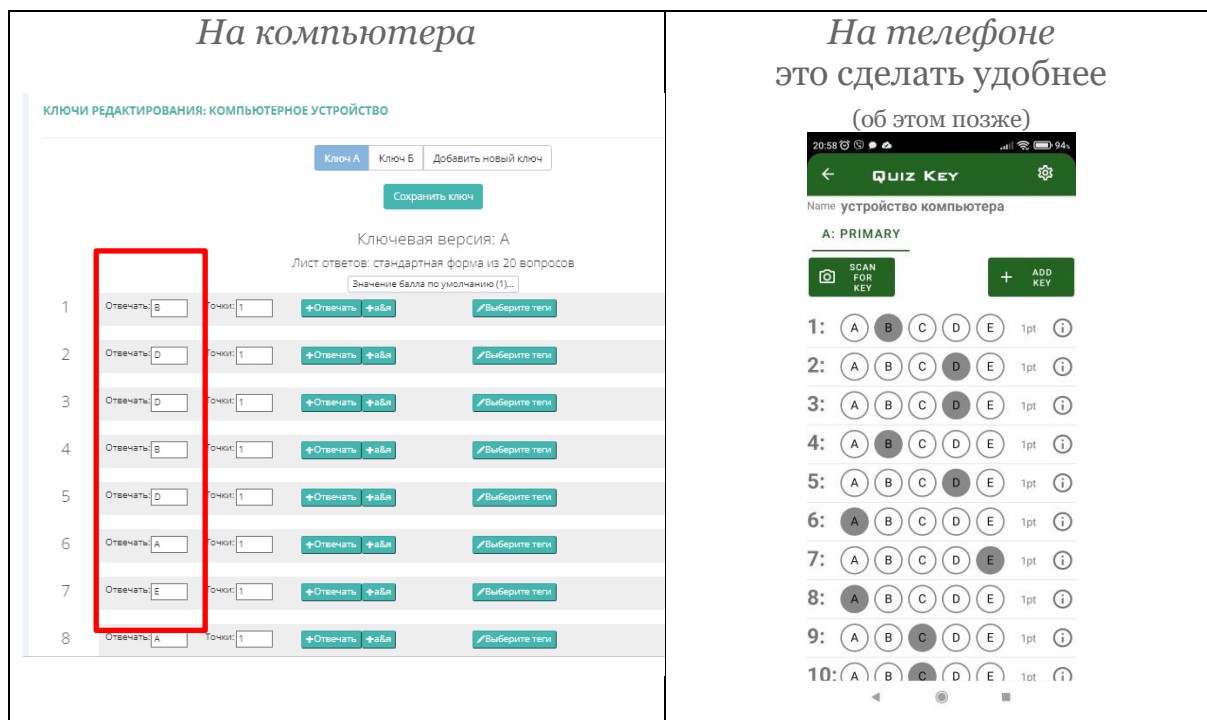 На компьютера
КЛЮЧИ РЕДАКТИРОВАНИЯ: КОМПЬЮТЕРНОЕ УСТРОЙСТВО
Ключ А Ключ Б Добавить новый ключ
Сохранить ключ
Ключевая версия: А
Лист ответов: стандартная форма из 20 вопросов
Значение балла по умолчанию (1)...
1 Отвечать: B Точки: 1 +Отвечать +а&я Выберите теги
2 Отвечать: D Точки: 1 +Отвечать +а&я Выберите теги
3 Отвечать: D Точки: 1 +Отвечать +а&я Выберите теги
4 Отвечать: B Точки: 1 +Отвечать +а&я Выберите теги
5 Отвечать: D Точки: 1 +Отвечать +а&я Выберите теги
6 Отвечать: A Точки: 1 +Отвечать +а&я Выберите теги
7 Отвечать: E Точки: 1 +Отвечать +а&я Выберите теги
8 Отвечать: A Точки: 1 +Отвечать +а&я Выберите теги
На телефоне
это сделать удобнее
(об этом позже)
20:58 94%
Quiz Key
Name устройство компьютера
A: PRIMARY
SCAN
FOR
KEY
+ ADD
KEY
1: A B C D E 1pt
2: A B C D E 1pt
3: A B C D E 1pt
4: A B C D E 1pt
5: A B C D E 1pt
6: A B C D E 1pt
7: A B C D E 1pt
8: A B C D E 1pt
9: A B C D E 1pt
10: A B C D E 1pt